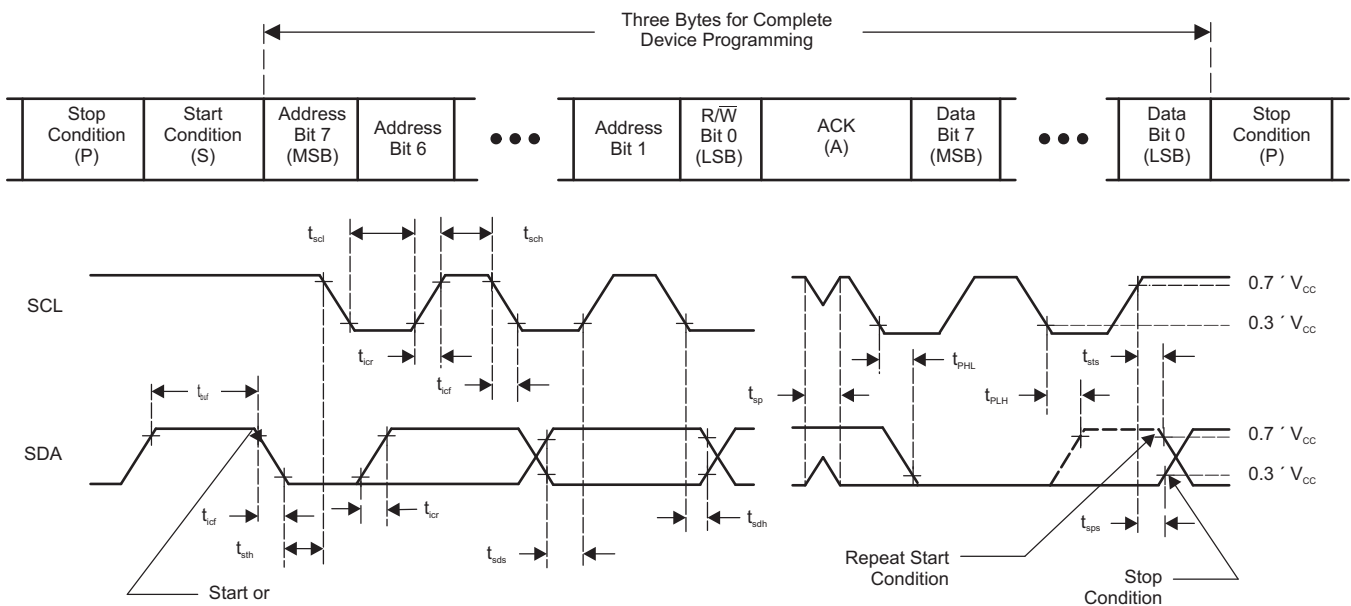 Three Bytes for Complete
Device Programming
Stop
Condition
(P)
Start
Condition
(S)
Address
Bit 7
(MSB)
Address
Bit 6
•••
Address
Bit 1
R/W̅
Bit 0
(LSB)
ACK
(A)
Data
Bit 7
(MSB)
•••
Data
Bit 0
(LSB)
Stop
Condition
(P)
tscl
tsch
SCL
0.7 ´ VCC
0.3 ´ VCC
ticr
ticf
tPHL
tsts
tbuf
tsp
tPLH
SDA
0.7 ´ VCC
0.3 ´ VCC
ticf
ticr
tsdh
tsth
tsds
tsps
Repeat Start
Condition
Stop
Condition
Start or